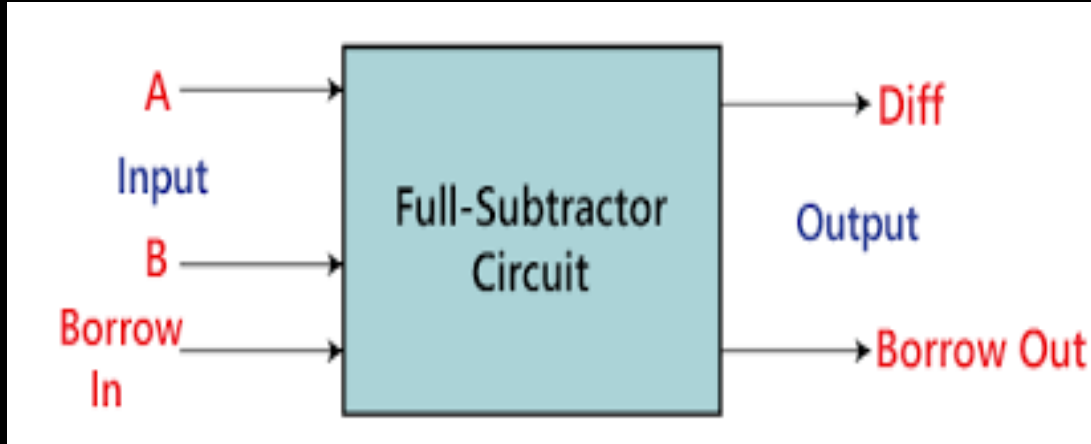 A
Input
B
Borrow
In
Full-Subtractor
Circuit
Diff
Output
Borrow Out